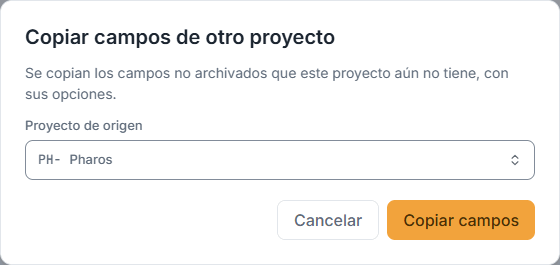 Copiar campos de otro proyecto
Se copian los campos no archivados que este proyecto aún no tiene, con
sus opciones.
Proyecto de origen
PH- Pharos
Cancelar
Copiar campos